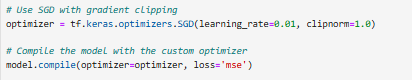 # Use SGD with gradient clipping
optimizer = tf.keras.optimizers.SGD(learning_rate=0.01, clipnorm=1.0)
# Compile the model with the custom optimizer
model.compile(optimizer=optimizer, loss='mse')